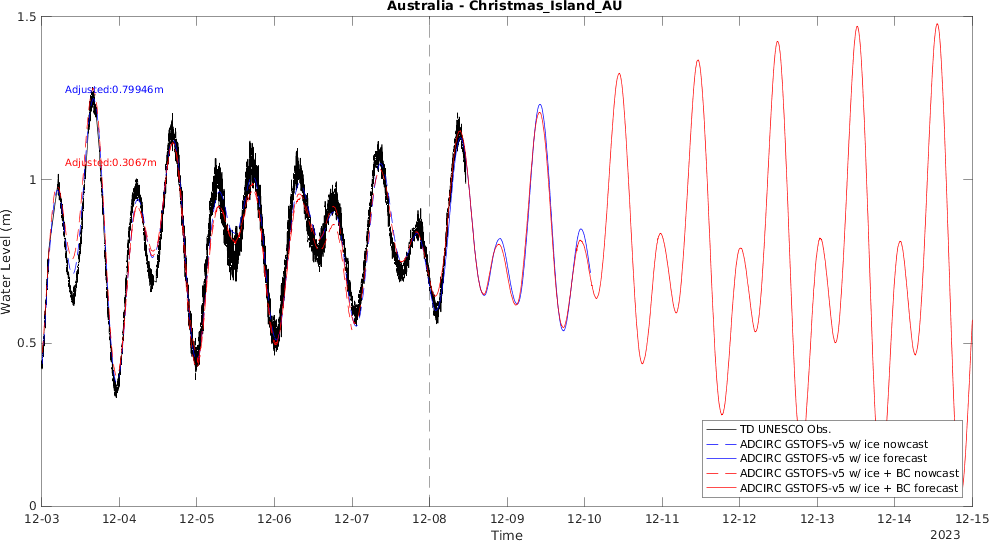 Australia - Christmas_Island_AU
1.5
Adjusted:0.79946m
Adjusted:0.3067m
1
Water Level (m)
0.5
TD UNESCO Obs.
ADCIRC GSTOFS-v5 w/ ice nowcast
ADCIRC GSTOFS-v5 w/ ice forecast
ADCIRC GSTOFS-v5 w/ ice + BC nowcast
ADCIRC GSTOFS-v5 w/ ice + BC forecast
0
12-03 12-04 12-05 12-06 12-07 12-08 12-09 12-10 12-11 12-12 12-13 12-14 12-15
Time
2023